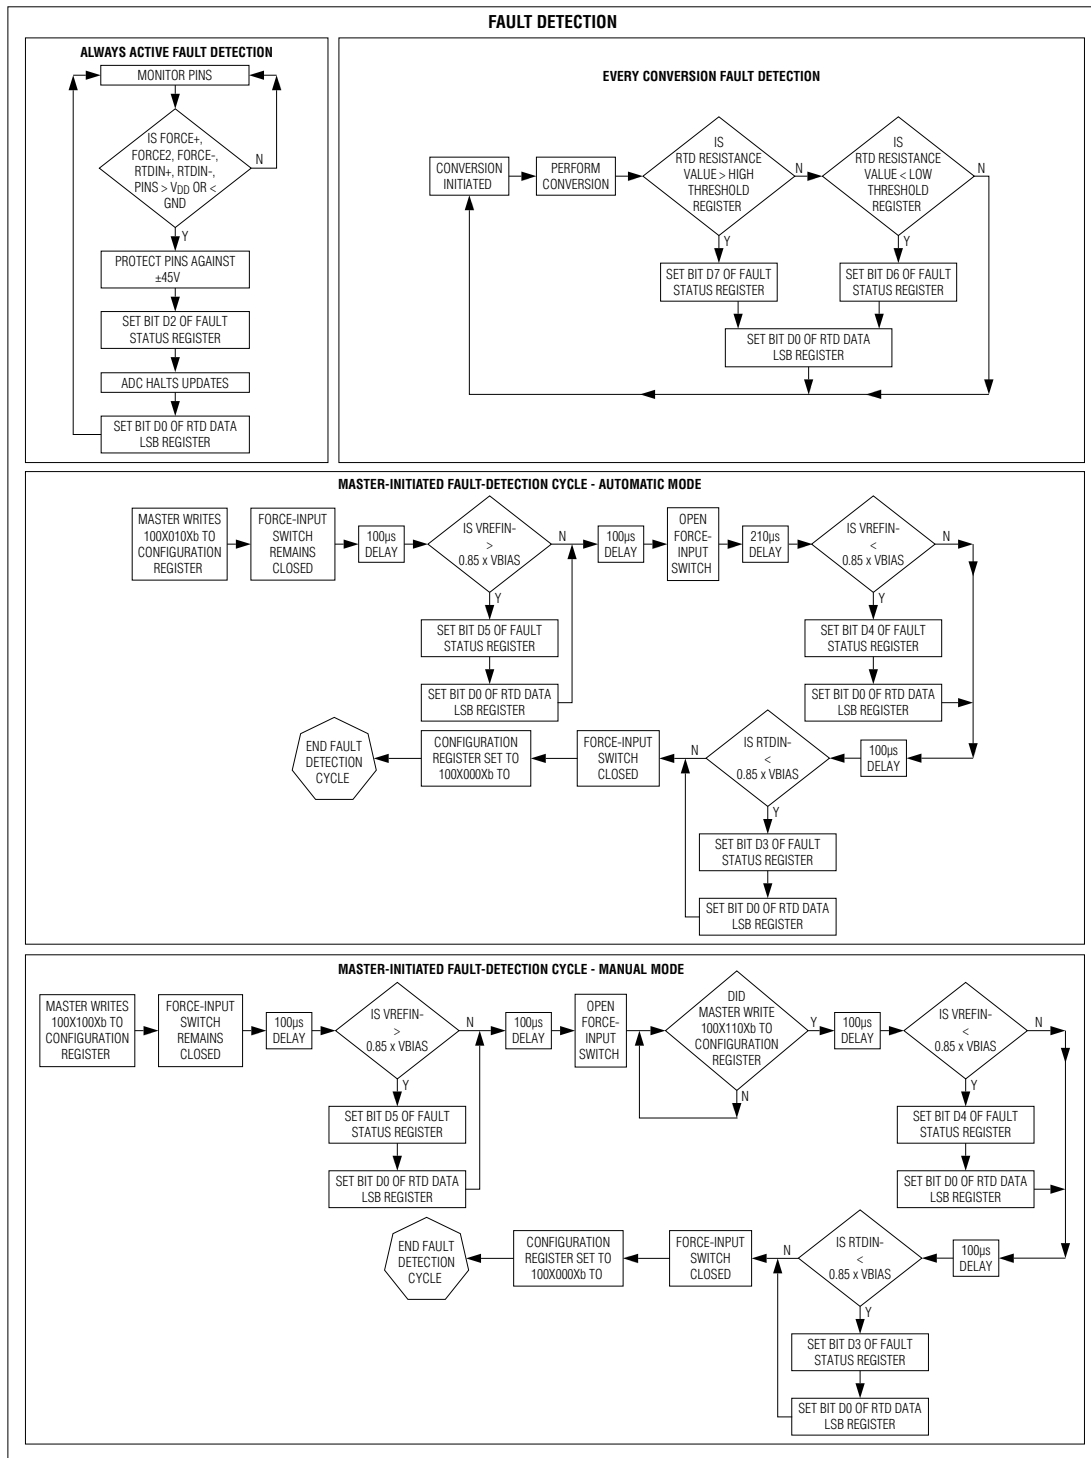 FAULT DETECTION
ALWAYS ACTIVE FAULT DETECTION
MONITOR PINS
IS FORCE+,
FORCE2, FORCE-,
RTDIN+, RTDIN-,
PINS > VDD OR <
GND
N
Y
PROTECT PINS AGAINST
±45V
SET BIT D2 OF FAULT
STATUS REGISTER
ADC HALTS UPDATES
SET BIT D0 OF RTD DATA
LSB REGISTER
EVERY CONVERSION FAULT DETECTION
CONVERSION
INITIATED
PERFORM
CONVERSION
IS
RTD RESISTANCE
VALUE > HIGH
THRESHOLD
REGISTER
N
Y
IS
RTD RESISTANCE
VALUE < LOW
THRESHOLD
REGISTER
N
Y
SET BIT D7 OF FAULT
STATUS REGISTER
SET BIT D6 OF FAULT
STATUS REGISTER
SET BIT D0 OF RTD DATA
LSB REGISTER
MASTER-INITIATED FAULT-DETECTION CYCLE - AUTOMATIC MODE
MASTER WRITES
100X010Xb TO
CONFIGURATION
REGISTER
FORCE-INPUT
SWITCH
REMAINS
CLOSED
100µs
DELAY
IS VREFIN-
>
0.85 x VBIAS
N
Y
SET BIT D5 OF FAULT
STATUS REGISTER
SET BIT D0 OF RTD DATA
LSB REGISTER
100µs
DELAY
OPEN
FORCE-
INPUT
SWITCH
210µs
DELAY
IS VREFIN-
<
0.85 x VBIAS
N
Y
SET BIT D4 OF FAULT
STATUS REGISTER
SET BIT D0 OF RTD DATA
LSB REGISTER
100µs
DELAY
IS RTDIN-
<
0.85 x VBIAS
N
Y
SET BIT D3 OF FAULT
STATUS REGISTER
SET BIT D0 OF RTD DATA
LSB REGISTER
FORCE-INPUT
SWITCH
CLOSED
CONFIGURATION
REGISTER SET TO
100X000Xb TO
END FAULT
DETECTION
CYCLE
MASTER-INITIATED FAULT-DETECTION CYCLE - MANUAL MODE
MASTER WRITES
100X100Xb TO
CONFIGURATION
REGISTER
FORCE-INPUT
SWITCH
REMAINS
CLOSED
100µs
DELAY
IS VREFIN-
>
0.85 x VBIAS
N
Y
SET BIT D5 OF FAULT
STATUS REGISTER
SET BIT D0 OF RTD DATA
LSB REGISTER
100µs
DELAY
OPEN
FORCE-
INPUT
SWITCH
DID
MASTER WRITE
100X110Xb TO
CONFIGURATION
REGISTER
Y
N
100µs
DELAY
IS VREFIN-
<
0.85 x VBIAS
N
Y
SET BIT D4 OF FAULT
STATUS REGISTER
SET BIT D0 OF RTD DATA
LSB REGISTER
100µs
DELAY
IS RTDIN-
<
0.85 x VBIAS
N
Y
SET BIT D3 OF FAULT
STATUS REGISTER
SET BIT D0 OF RTD DATA
LSB REGISTER
FORCE-INPUT
SWITCH
CLOSED
CONFIGURATION
REGISTER SET TO
100X000Xb TO
END FAULT
DETECTION
CYCLE